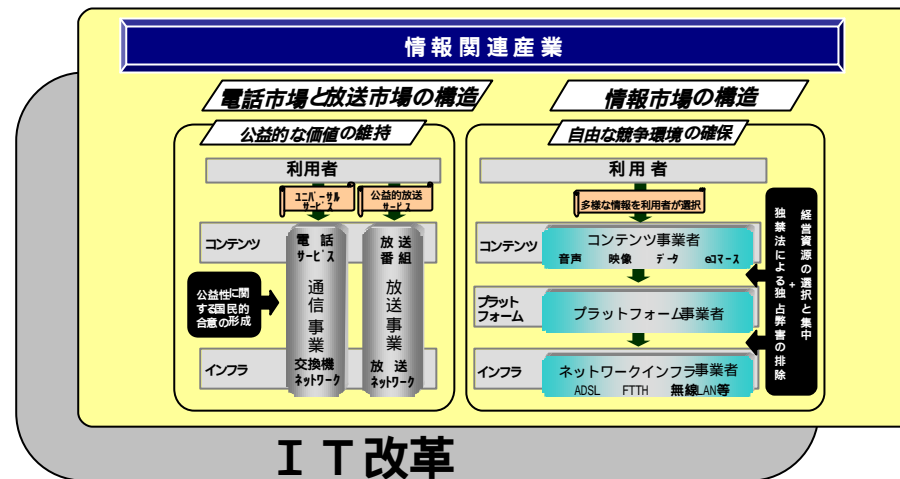 情報関連産業
電話市場と放送市場の構造
公益的な価値の維持
利用者
ユニバーサル
サービス
公益的放送
サービス
コンテンツ
電 話
サービス
放送
番組
公益性に関
する国民的
合意の形成
通信事業
放送事業
インフラ
交換機
ネットワーク
放 送
ネットワーク
情報市場の構造
自由な競争環境の確保
利用者
多様な情報を利用者が選択
コンテンツ
コンテンツ事業者
音声 映像 データ eコマース
プラット
フォーム
プラットフォーム事業者
インフラ
ネットワークインフラ事業者
ADSL FTTH 無線LAN等
経営資源の選択と集中
+
独禁法による独占弊害の排除
IT改革